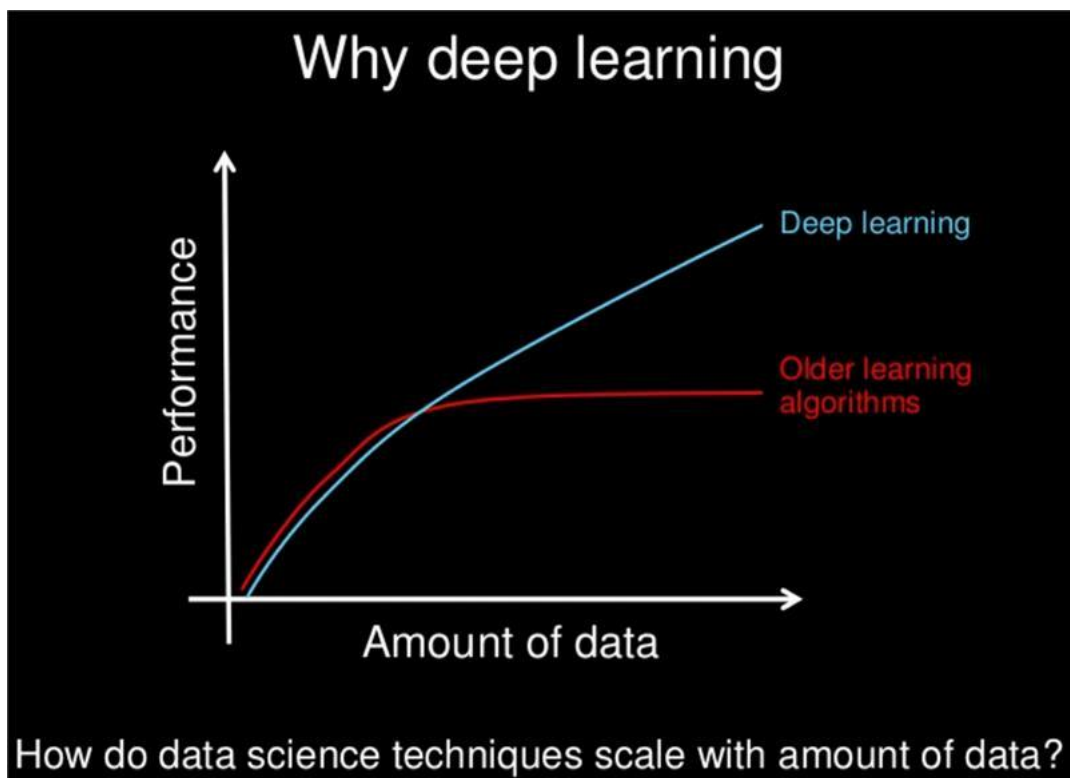 Why deep learning
Performance
Deep learning
Older learning
algorithms
Amount of data
How do data science techniques scale with amount of data?